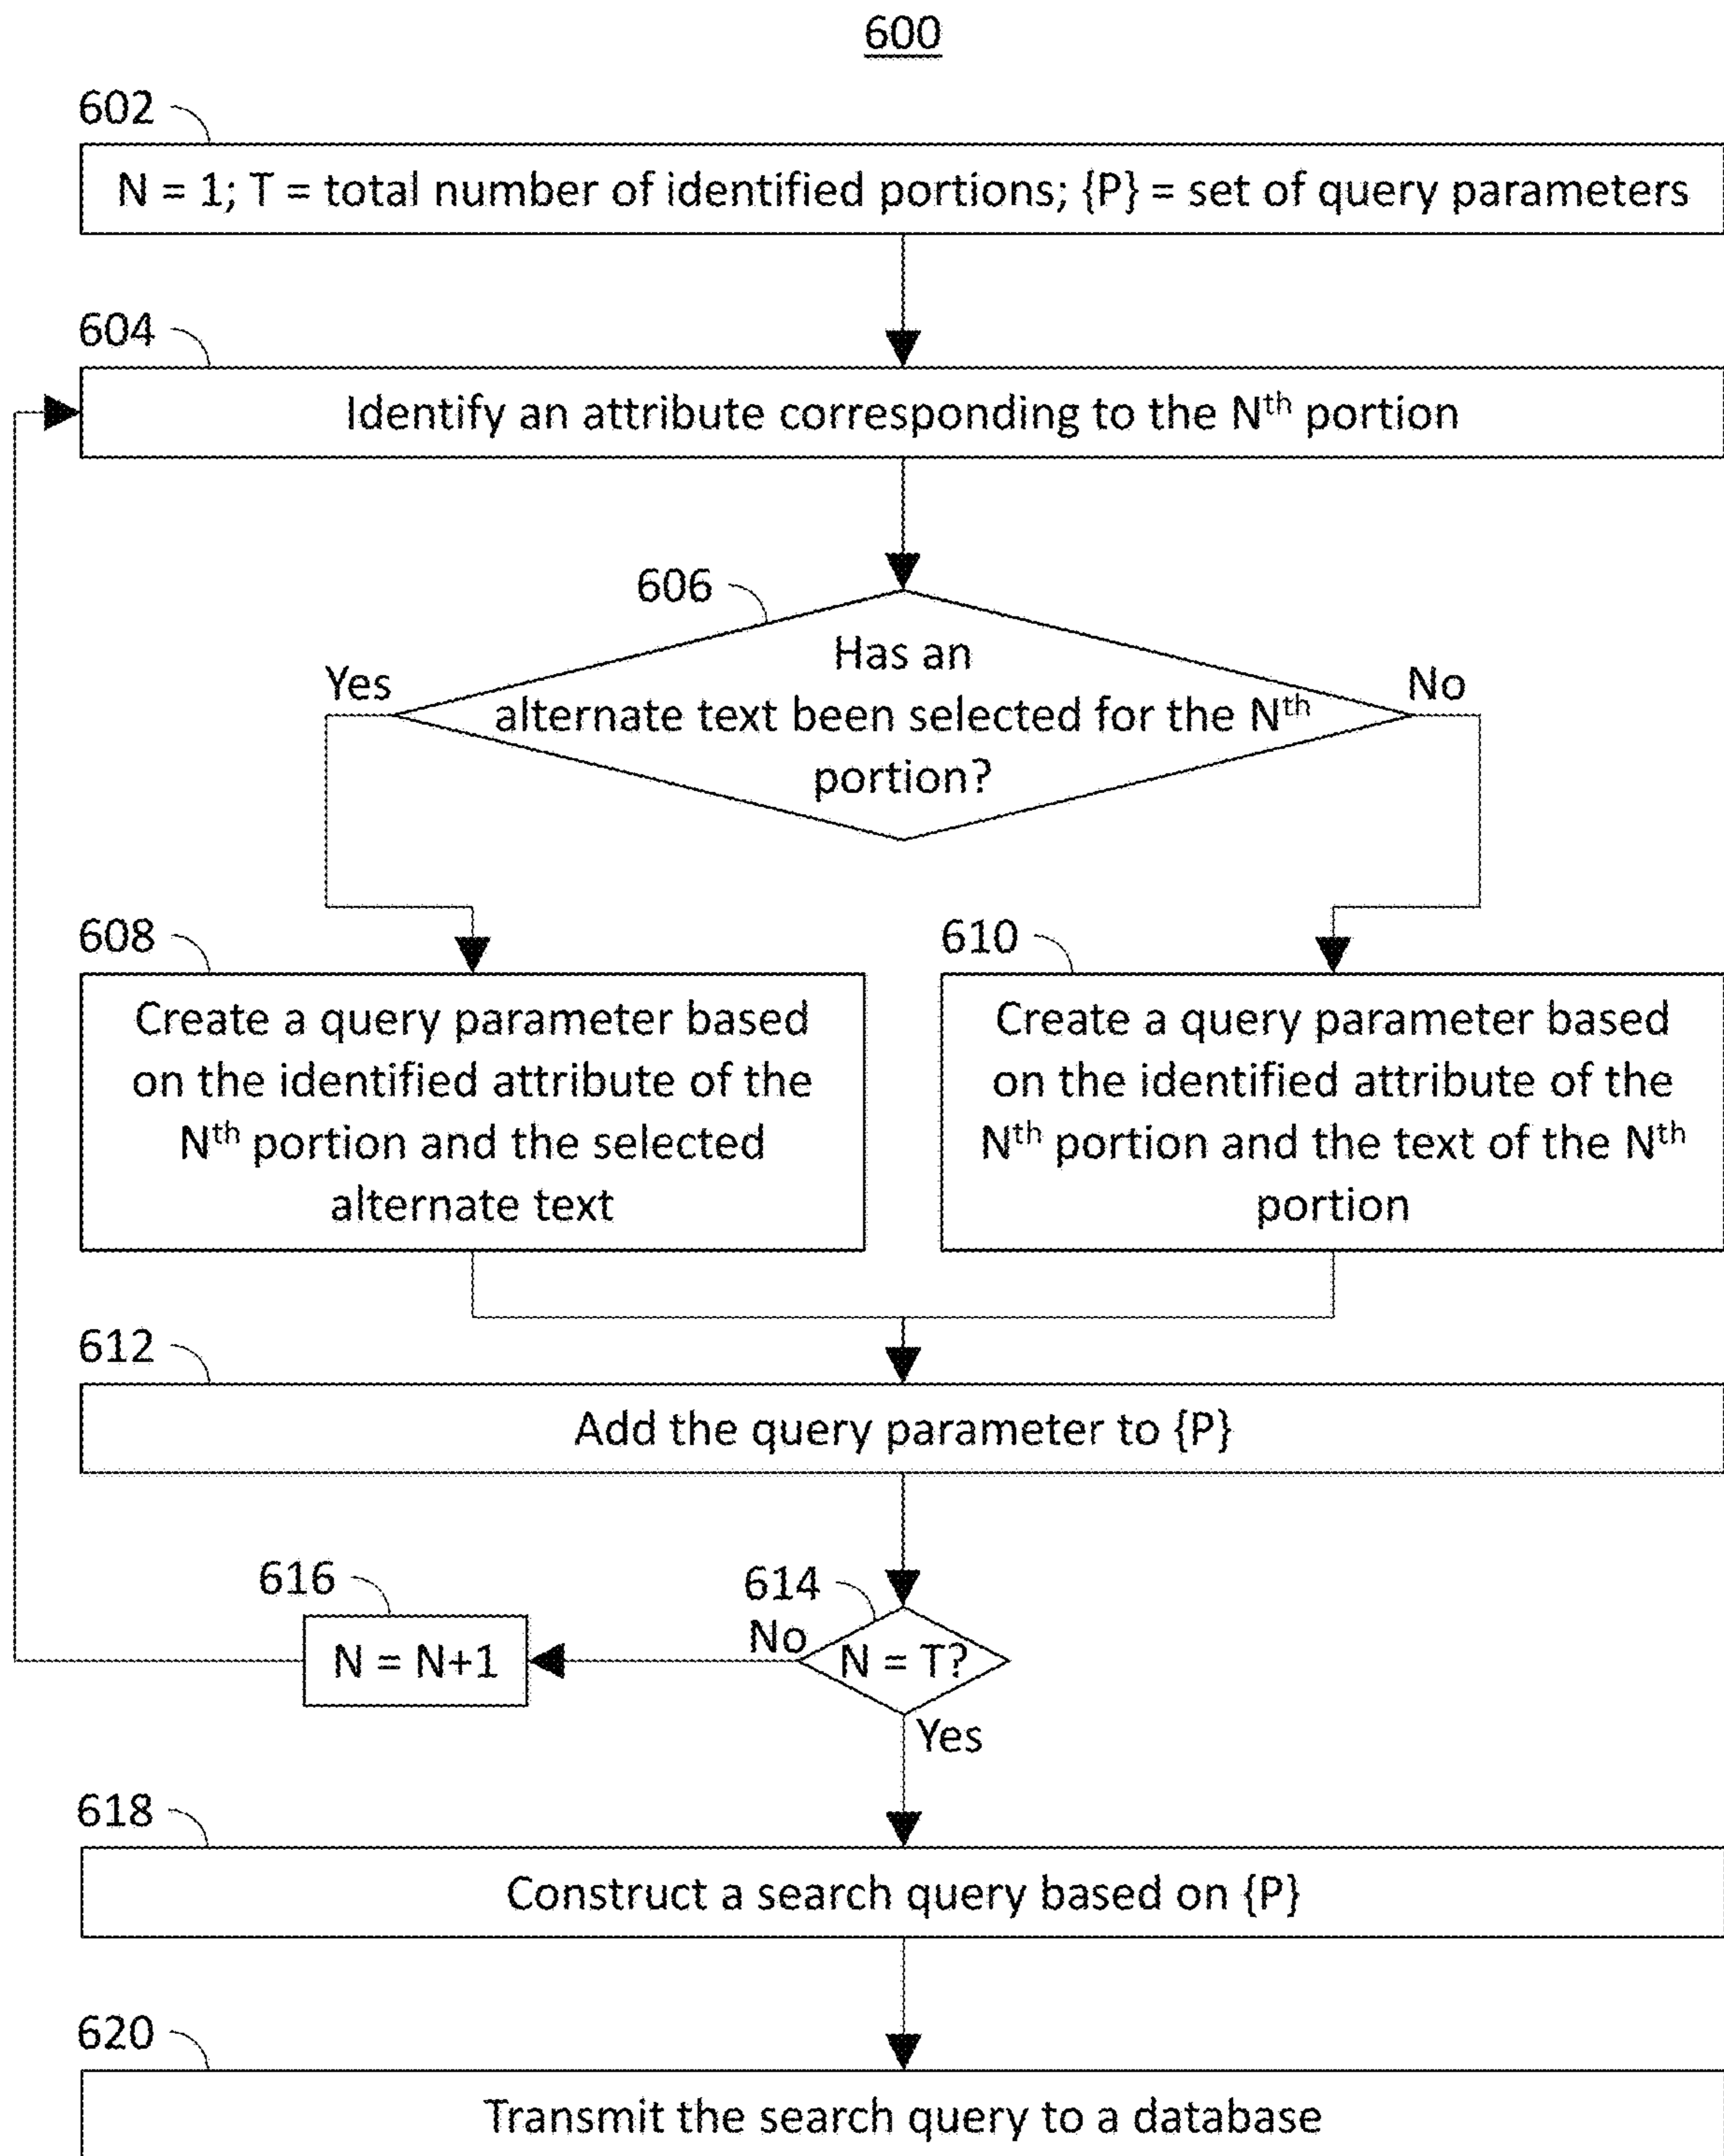 600
602
N = 1; T = total number of identified portions; {P} = set of query parameters
604
Identify an attribute corresponding to the Nth portion
606
Has an
alternate text been selected for the Nth
portion?
Yes
No
608
Create a query parameter based
on the identified attribute of the
Nth portion and the selected
alternate text
610
Create a query parameter based
on the identified attribute of the
Nth portion and the text of the Nth
portion
612
Add the query parameter to {P}
614
N = T?
No
616
N = N+1
Yes
618
Construct a search query based on {P}
620
Transmit the search query to a database